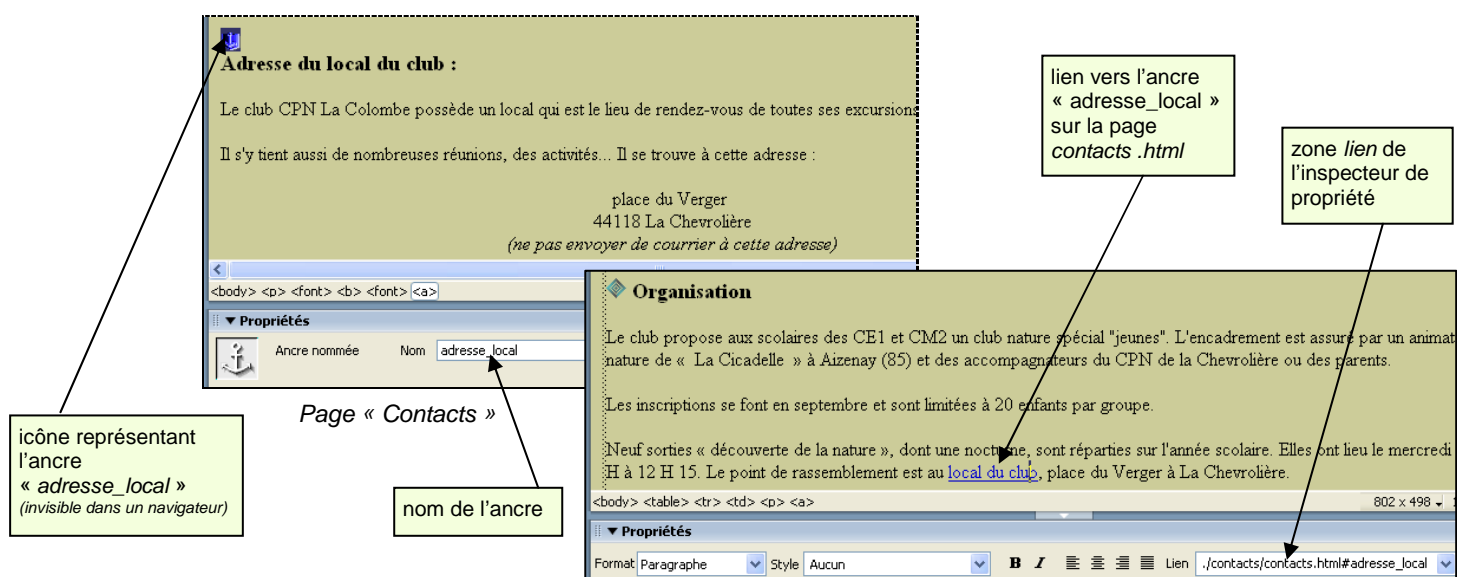 Adresse du local du club :
Le club CPN La Colombe possède un local qui est le lieu de rendez-vous de toutes ses excursions
Il s'y tient aussi de nombreuses réunions, des activités... Il se trouve à cette adresse :
place du Verger
44118 La Chevrolière
(ne pas envoyer de courrier à cette adresse)
<body> <p> <font> <b> <font> <a>
Propriétés
Ancre nommée Nom adresse_local
Page « Contacts »
icône représentant
l'ancre
« adresse_local »
(invisible dans un navigateur)
nom de l'ancre
lien vers l'ancre
« adresse_local »
sur la page
contacts .html
zone lien de
l'inspecteur de
propriété
Organisation
Le club propose aux scolaires des CE1 et CM2 un club nature spécial "jeunes". L'encadrement est assuré par un animat
nature de « La Cicadelle » à Aizenay (85) et des accompagnateurs du CPN de la Chevrolière ou des parents.
Les inscriptions se font en septembre et sont limitées à 20 enfants par groupe.
Neuf sorties « découverte de la nature », dont une nocturne, sont réparties sur l'année scolaire. Elles ont lieu le mercredi
H à 12 H 15. Le point de rassemblement est au local du club, place du Verger à La Chevrolière.
<body> <table> <tr> <td> <p> <a> 802 x 498
Propriétés
Format Paragraphe Style Aucun B I Lien ./contacts/contacts.html#adresse_local